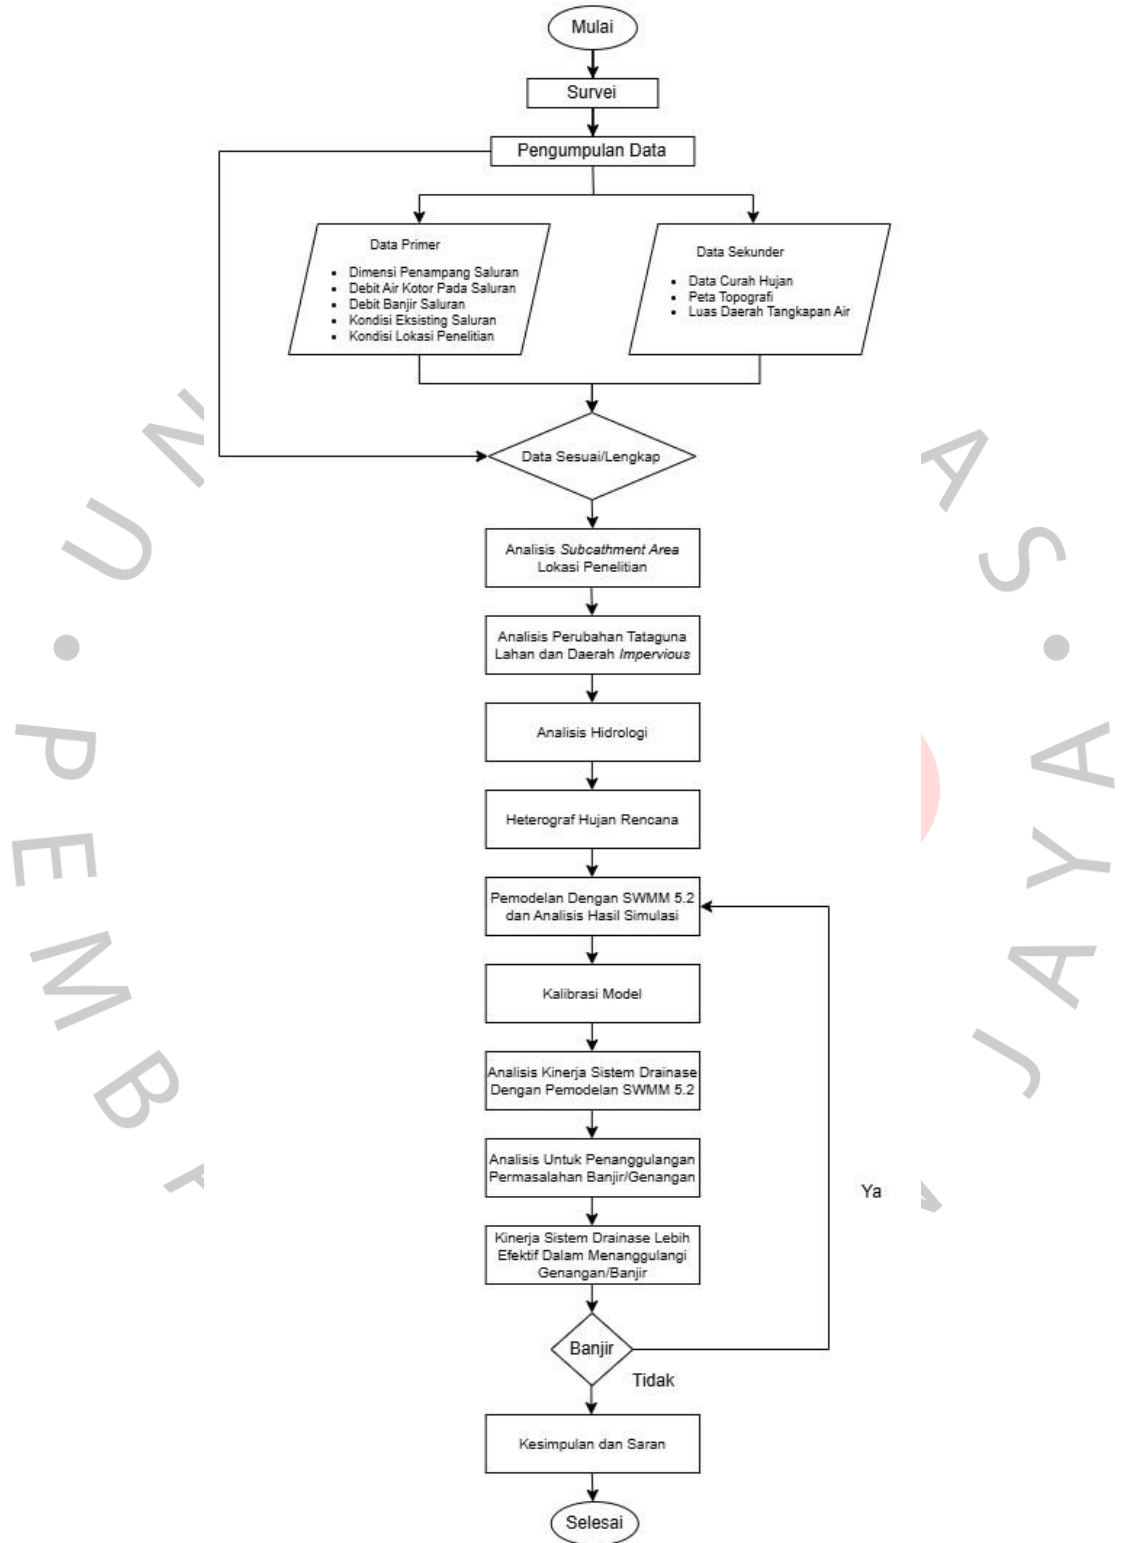 Mulai
Survei
Pengumpulan Data
Data Primer
• Dimensi Penampang Saluran
• Debit Air Kotor Pada Saluran
• Debit Banjir Saluran
• Kondisi Eksisting Saluran
• Kondisi Lokasi Penelitian
Data Sekunder
• Data Curah Hujan
• Peta Topografi
• Luas Daerah Tangkapan Air
Data Sesuai/Lengkap
Analisis Subcathment Area
Lokasi Penelitian
Analisis Perubahan Tataguna
Lahan dan Daerah Impervious
Analisis Hidrologi
Heterograf Hujan Rencana
Pemodelan Dengan SWMM 5.2
dan Analisis Hasil Simulasi
Kalibrasi Model
Analisis Kinerja Sistem Drainase
Dengan Pemodelan SWMM 5.2
Analisis Untuk Penanggulangan
Permasalahan Banjir/Genangan
Ya
Kinerja Sistem Drainase Lebih
Efektif Dalam Menanggulangi
Genangan/Banjir
Banjir
Tidak
Kesimpulan dan Saran
Selesai